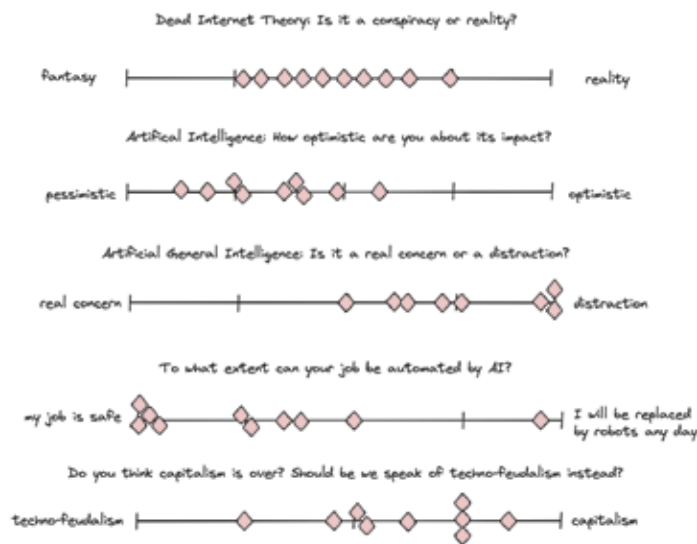 Dead Internet Theory: Is it a conspiracy or reality?
fantasy
reality
Artifical Intelligence: How optimistic are you about its impact?
pessimistic
optimistic
Artificial General Intelligence: Is it a real concern or a distraction?
real concern
distraction
To what extent can your job be automated by AI?
my job is safe
I will be replaced
by robots any day
Do you think capitalism is over? Should be we speak of techno-feudalism instead?
techno-feudalism
capitalism